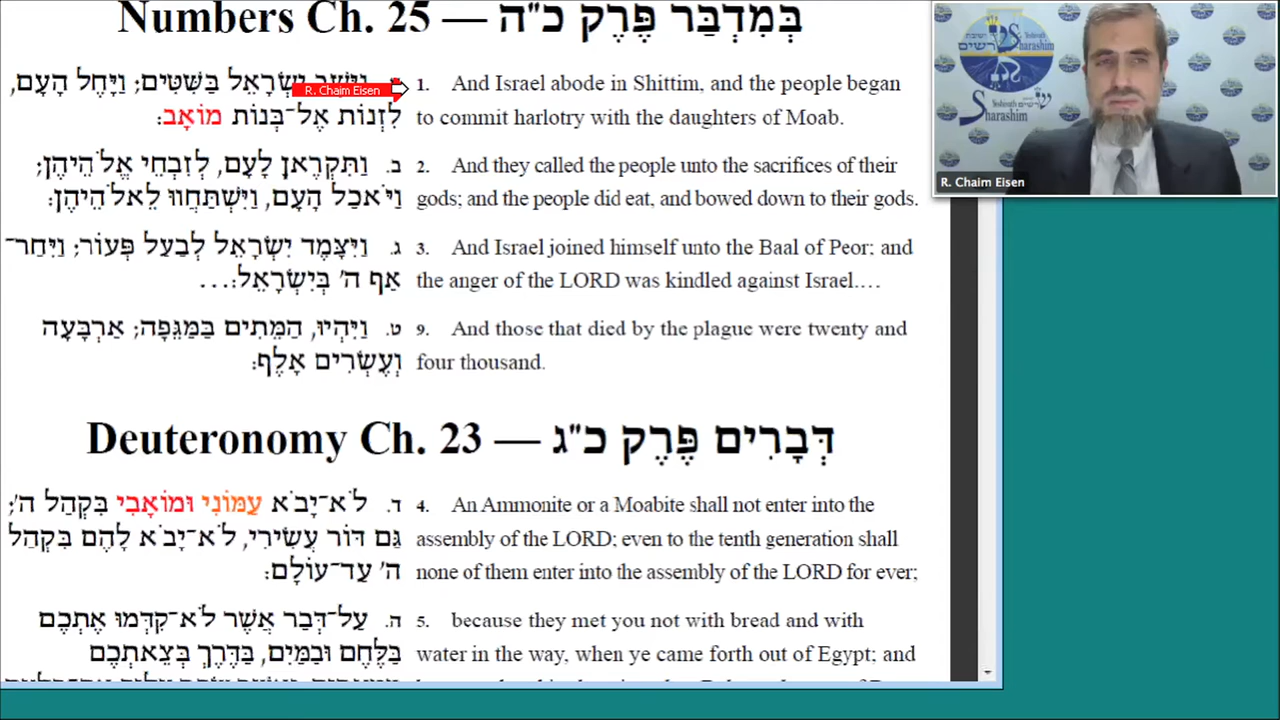 Numbers Ch. 25 — בְּמִדְבַּר פֶּרֶק כ"ה
וַיֵּשֶׁב יִשְׂרָאֵל בַּשִּׁטִּים; וַיָּחֶל הָעָם,
לִזְנוֹת אֶל־בְּנוֹת מוֹאָב:
R. Chaim Eisen
1. And Israel abode in Shittim, and the people began
to commit harlotry with the daughters of Moab.
ב. וַתִּקְרֶאןָ לָעָם, לְזִבְחֵי אֱלֹהֵיהֶן;
וַיֹּאכַל הָעָם, וַיִּשְׁתַּחֲווּ לֵאלֹהֵיהֶן:
2. And they called the people unto the sacrifices of their
gods; and the people did eat, and bowed down to their gods.
ג. וַיִּצָּמֶד יִשְׂרָאֵל לְבַעַל פְּעוֹר; וַיִּחַר־
אַף ה' בְּיִשְׂרָאֵל:…
3. And Israel joined himself unto the Baal of Peor; and
the anger of the LORD was kindled against Israel.…
ט. וַיִּהְיוּ, הַמֵּתִים בַּמַּגֵּפָה; אַרְבָּעָה
וְעֶשְׂרִים אָלֶף:
9. And those that died by the plague were twenty and
four thousand.
Deuteronomy Ch. 23 — דְּבָרִים פֶּרֶק כ"ג
ד. לֹא־יָבֹא עַמּוֹנִי וּמוֹאָבִי בִּקְהַל ה';
גַּם דּוֹר עֲשִׂירִי, לֹא־יָבֹא לָהֶם בִּקְהַל
ה' עַד־עוֹלָם:
4. An Ammonite or a Moabite shall not enter into the
assembly of the LORD; even to the tenth generation shall
none of them enter into the assembly of the LORD for ever;
ה. עַל־דְּבַר אֲשֶׁר לֹא־קִדְּמוּ אֶתְכֶם
בַּלֶּחֶם וּבַמַּיִם, בַּדֶּרֶךְ בְּצֵאתְכֶם
5. because they met you not with bread and with
water in the way, when ye came forth out of Egypt; and
Yeshivath
Sharashim
Yeshivath
Sharashim
R. Chaim Eisen